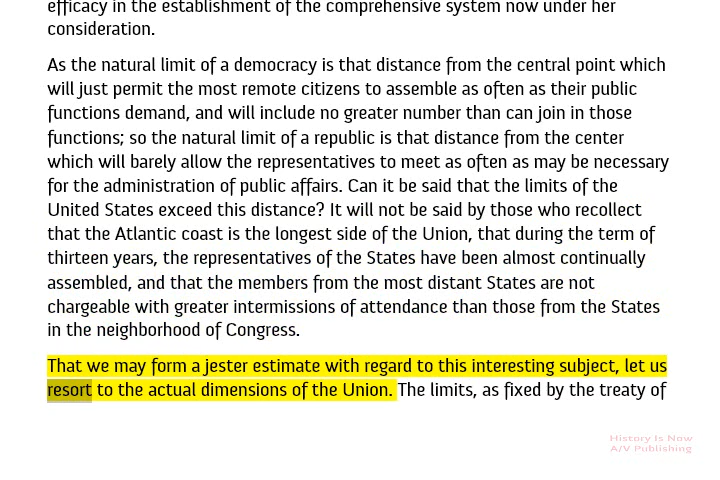 efficacy in the establishment of the comprehensive system now under her
consideration.
As the natural limit of a democracy is that distance from the central point which
will just permit the most remote citizens to assemble as often as their public
functions demand, and will include no greater number than can join in those
functions; so the natural limit of a republic is that distance from the center
which will barely allow the representatives to meet as often as may be necessary
for the administration of public affairs. Can it be said that the limits of the
United States exceed this distance? It will not be said by those who recollect
that the Atlantic coast is the longest side of the Union, that during the term of
thirteen years, the representatives of the States have been almost continually
assembled, and that the members from the most distant States are not
chargeable with greater intermissions of attendance than those from the States
in the neighborhood of Congress.
That we may form a jester estimate with regard to this interesting subject, let us
resort to the actual dimensions of the Union. The limits, as fixed by the treaty of
History Is Now
A/V Publishing